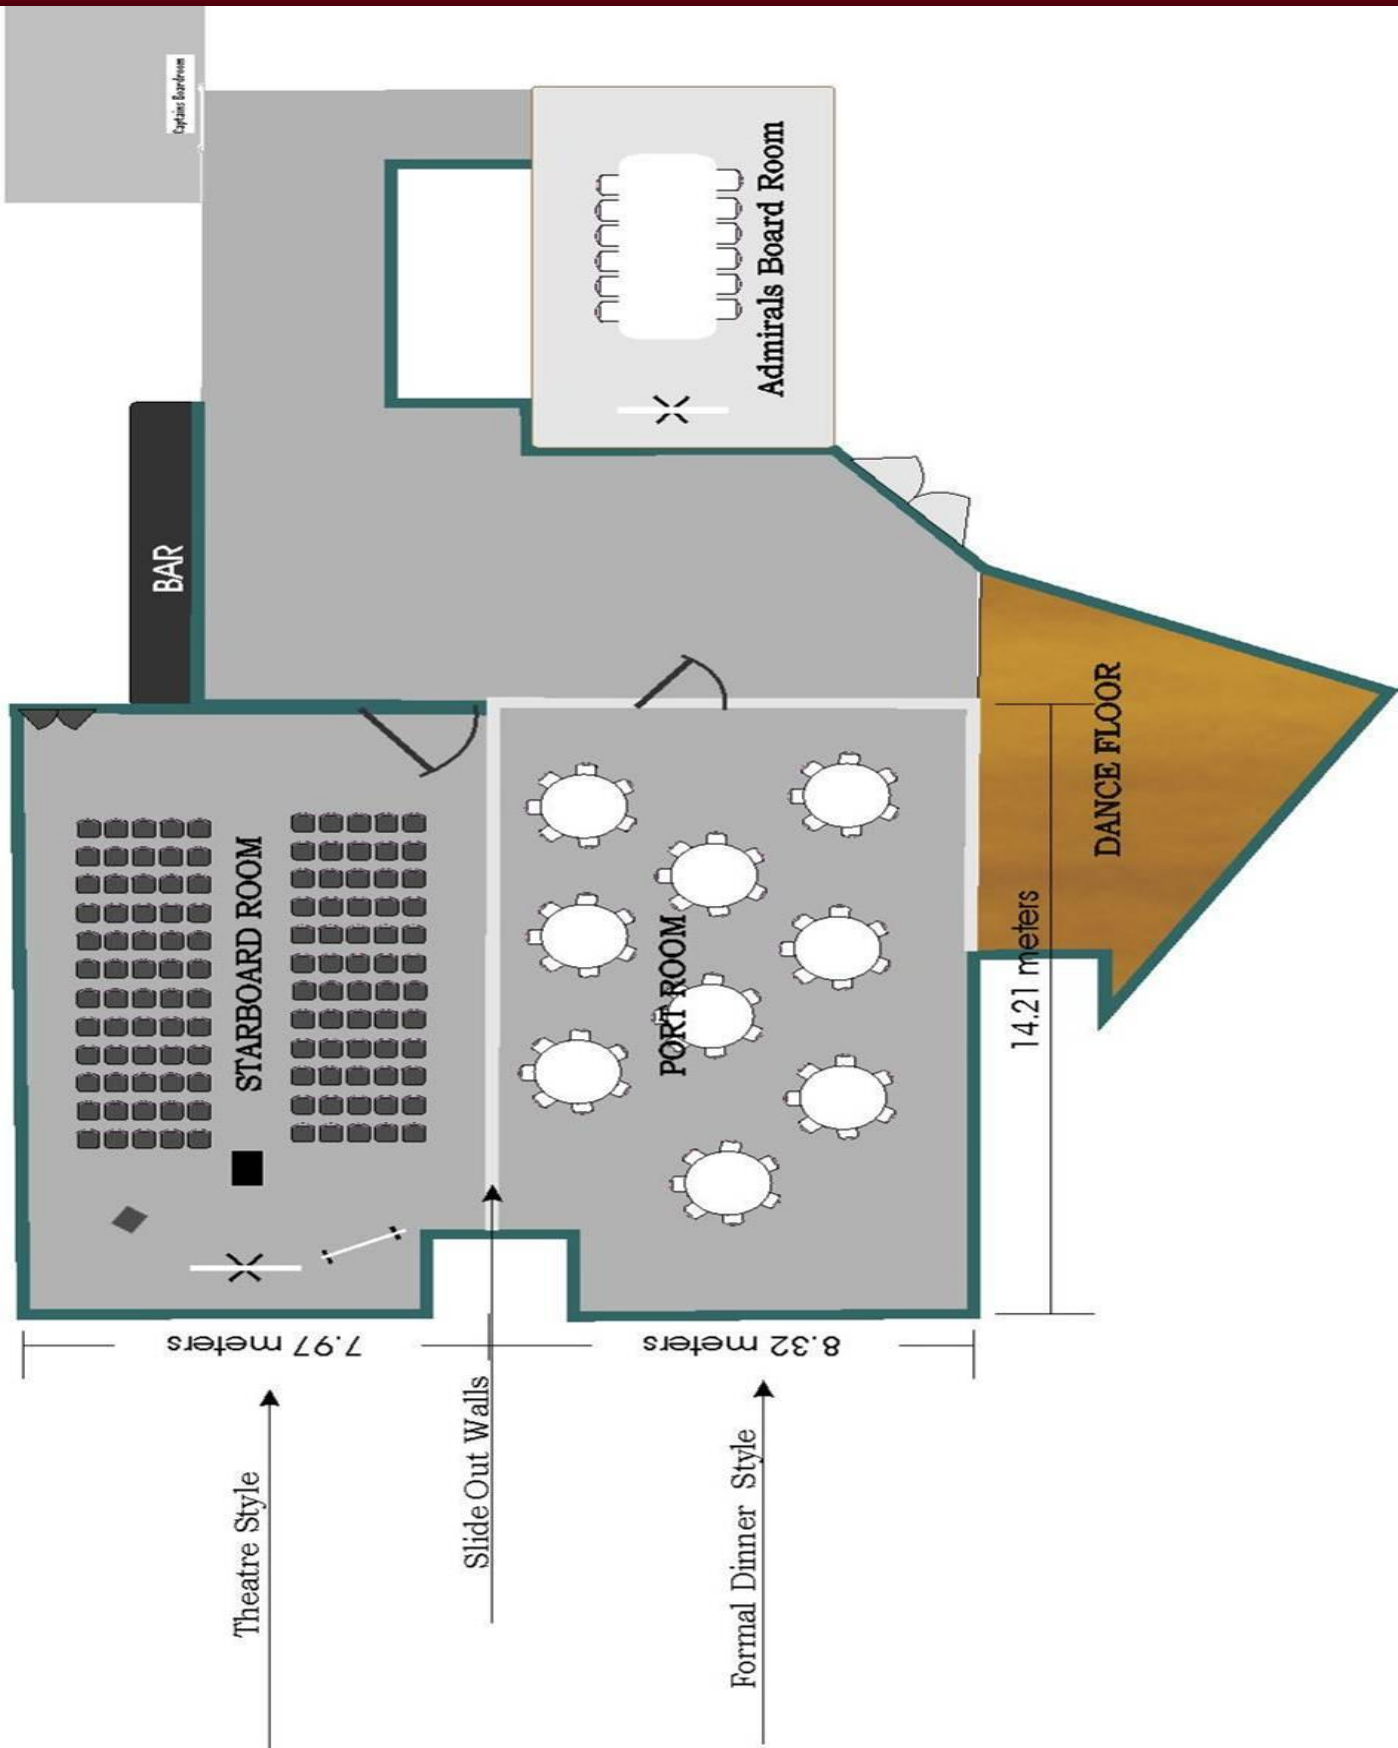 Captains Boardroom
Admirals Board Room
BAR
STARBOARD ROOM
PORT ROOM
DANCE FLOOR
14.21 meters
7.97 meters
8.32 meters
Theatre Style
Slide Out Walls
Formal Dinner Style